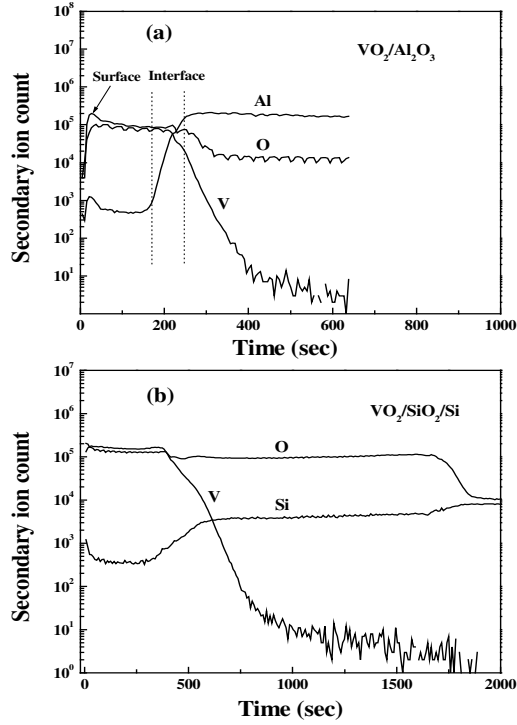 (a)
VO2/Al2O3
Surface
Interface
Al
O
V
Secondary ion count
10^8
10^7
10^6
10^5
10^4
10^3
10^2
10^1
0 200 400 600 800 1000
Time (sec)
(b)
VO2/SiO2/Si
O
V
Si
Secondary ion count
10^7
10^6
10^5
10^4
10^3
10^2
10^1
10^0
0 500 1000 1500 2000
Time (sec)